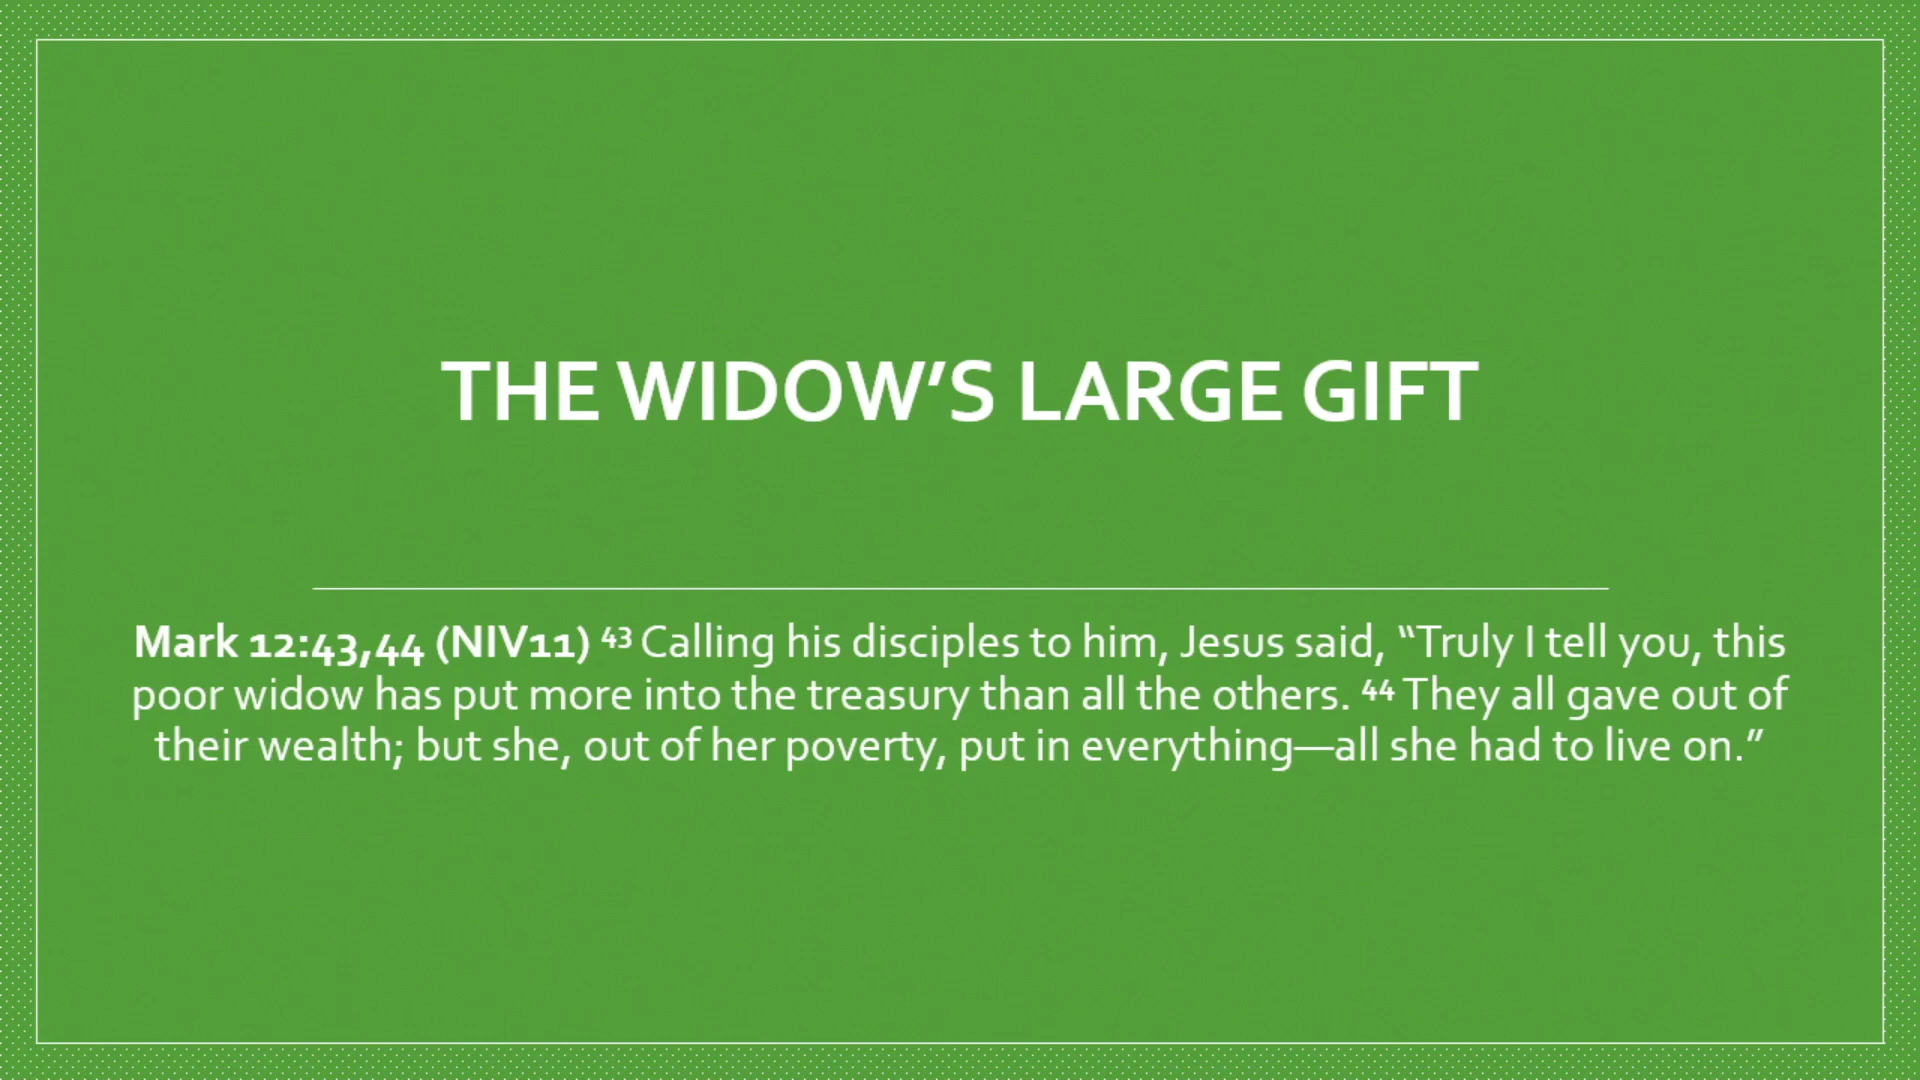 THE WIDOW’S LARGE GIFT
Mark 12:43,44 (NIV11) ⁴³ Calling his disciples to him, Jesus said, “Truly I tell you, this
poor widow has put more into the treasury than all the others. ⁴⁴ They all gave out of
their wealth; but she, out of her poverty, put in everything—all she had to live on.”